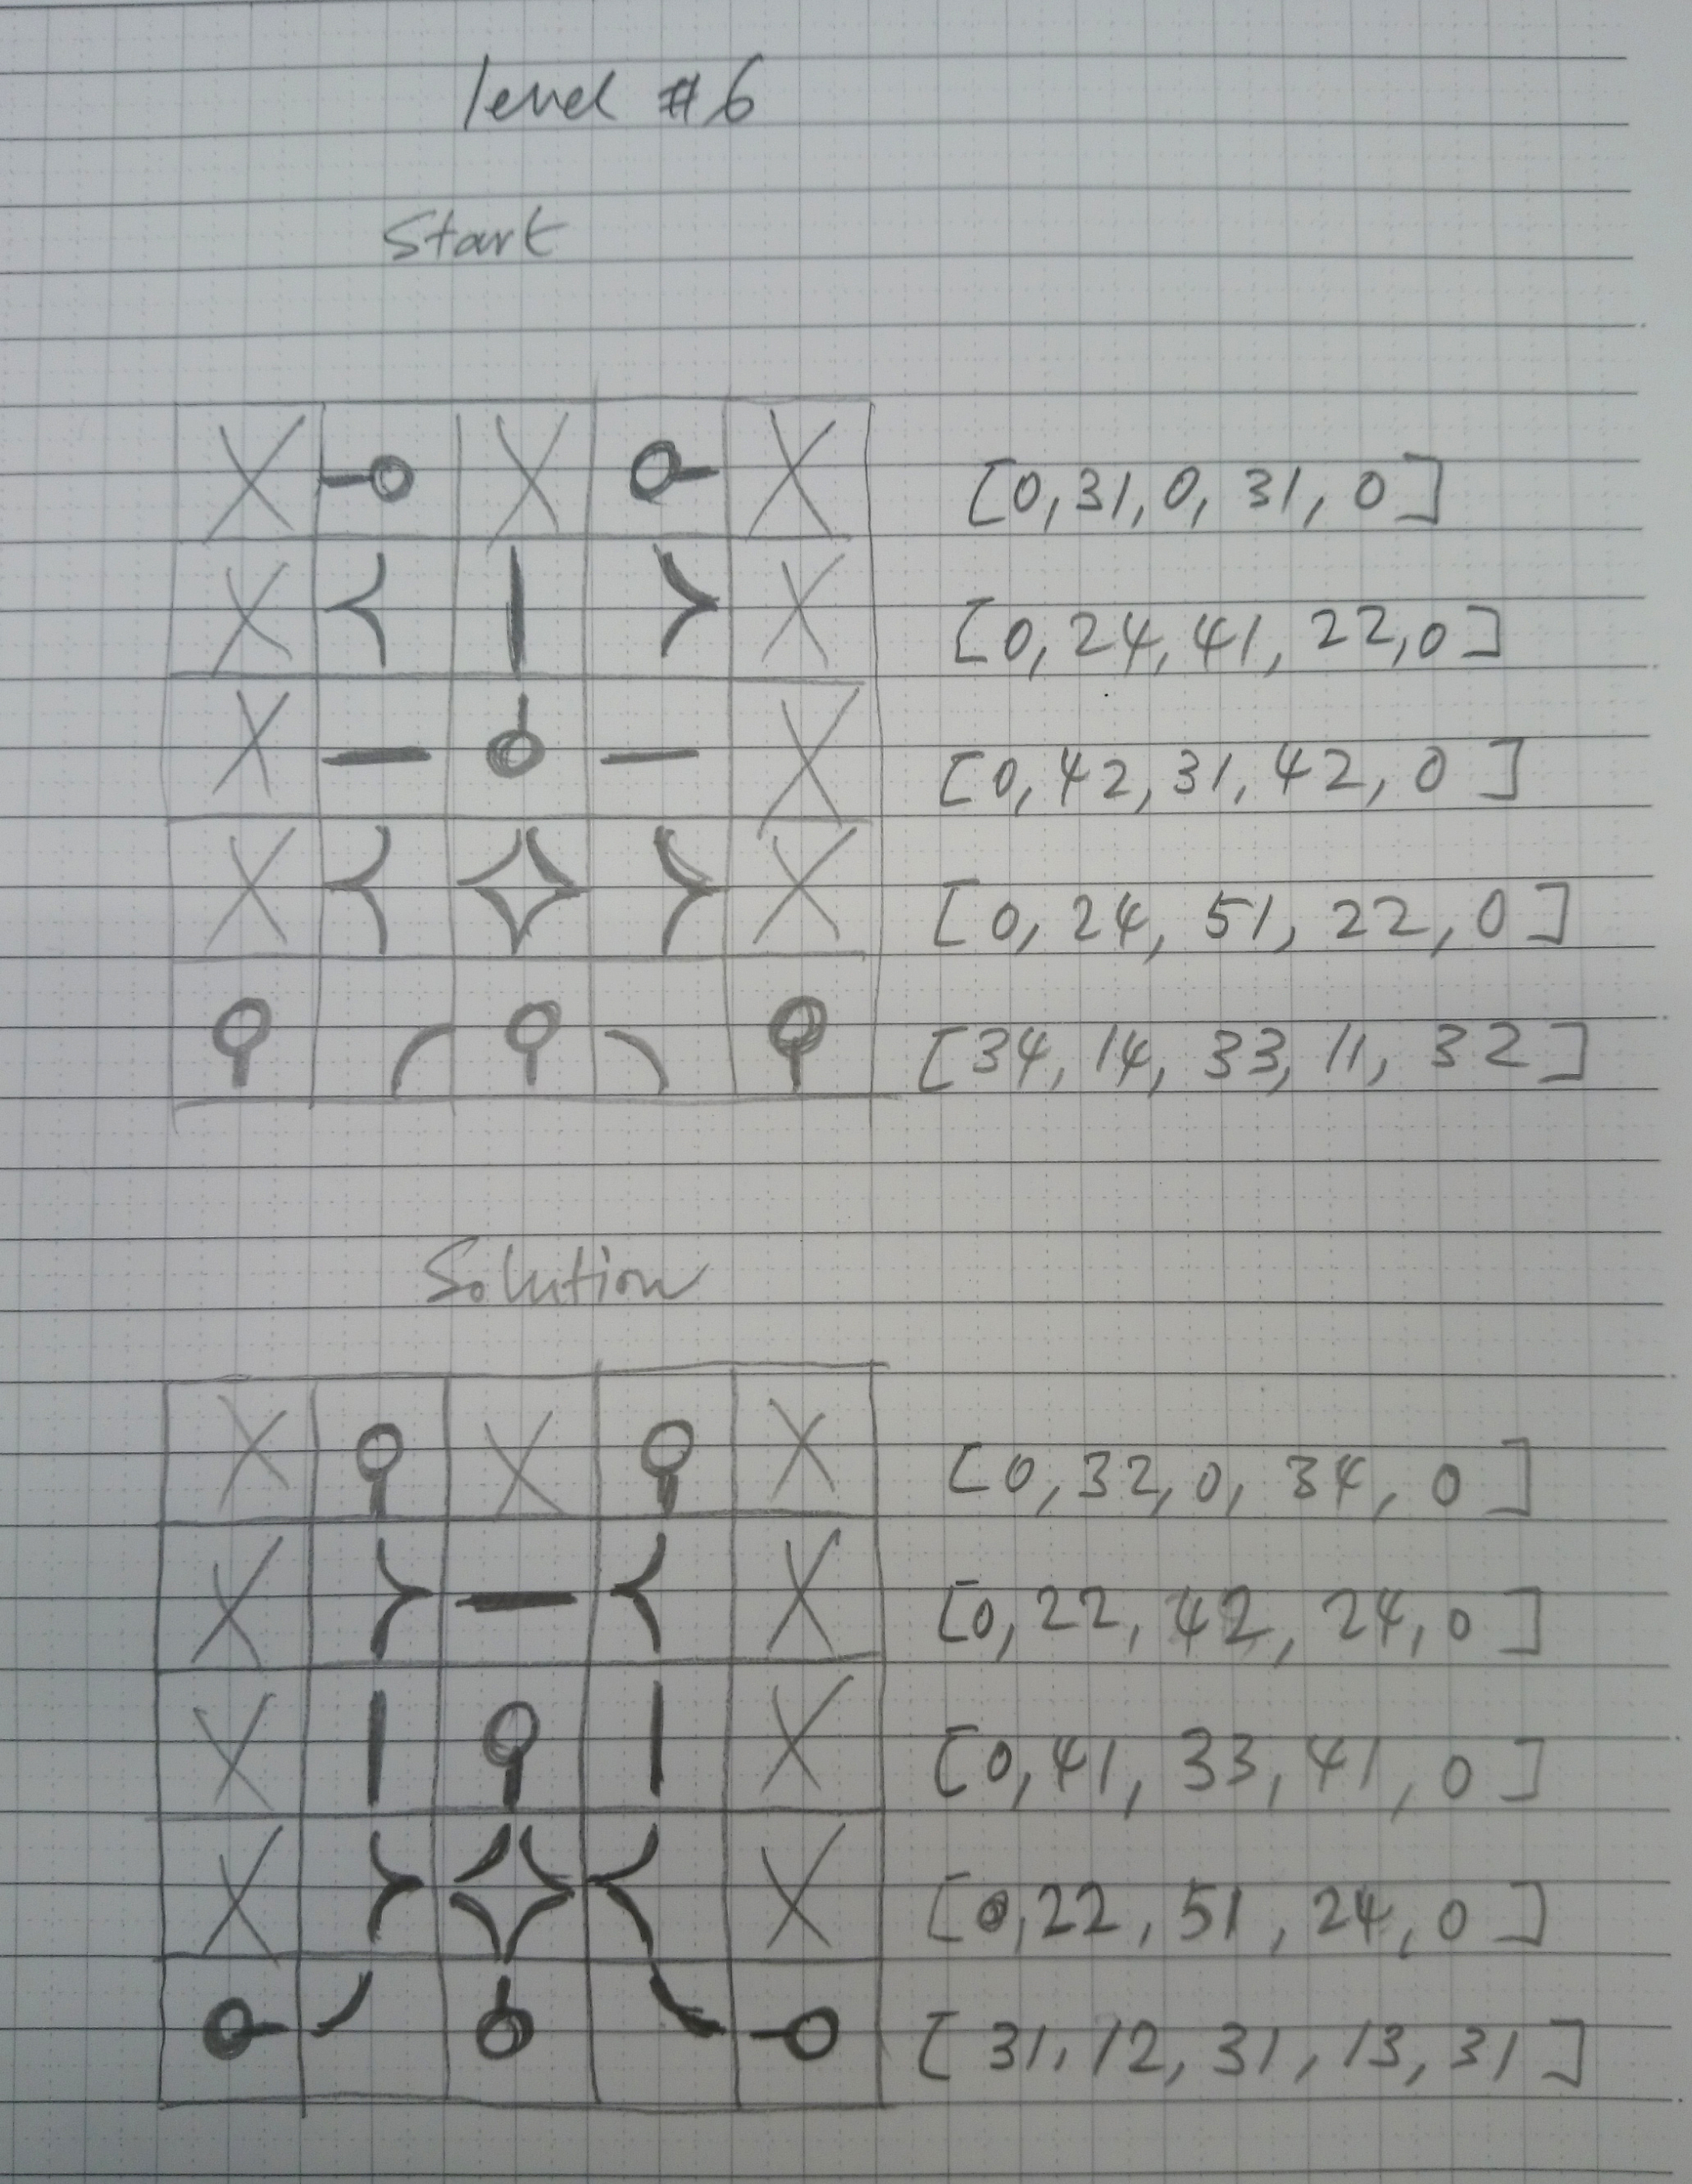 level #6
Start
[0, 31, 0, 31, 0]
[0, 24, 41, 22, 0]
[0, 42, 31, 42, 0]
[0, 24, 51, 22, 0]
[34, 14, 33, 11, 32]
Solution
[0, 32, 0, 34, 0]
[0, 22, 42, 24, 0]
[0, 41, 33, 41, 0]
[0, 22, 51, 24, 0]
[31, 12, 31, 13, 31]